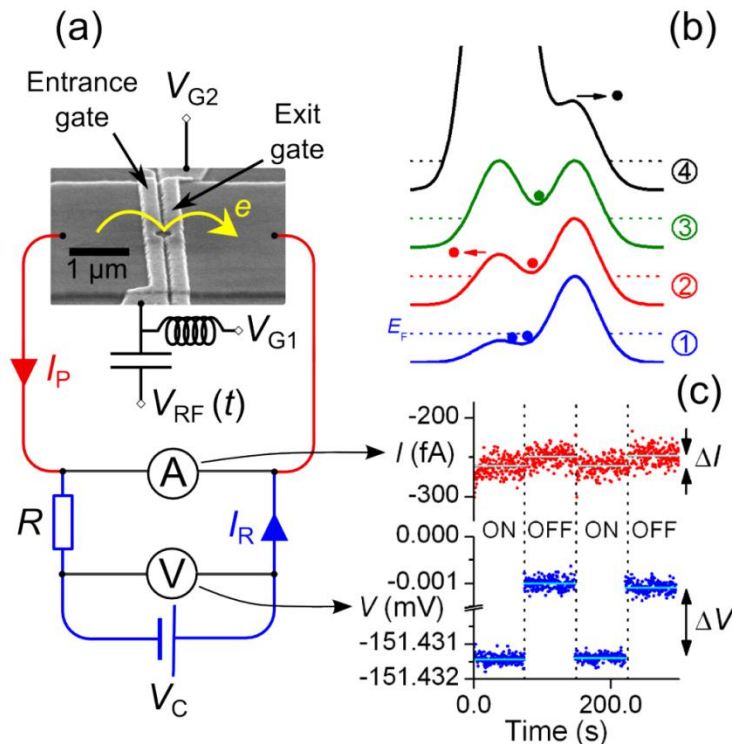 (a)
Entrance
gate
V_G2
Exit
gate
e
1 μm
V_G1
V_RF (t)
I_P
A
R
I_R
V
V_C
(b)
4
3
2
E_F
1
(c)
-200
I (fA)
-300
ΔI
ON OFF ON OFF
0.000
-0.001
V (mV)
-151.431
-151.432
ΔV
0.0 200.0
Time (s)